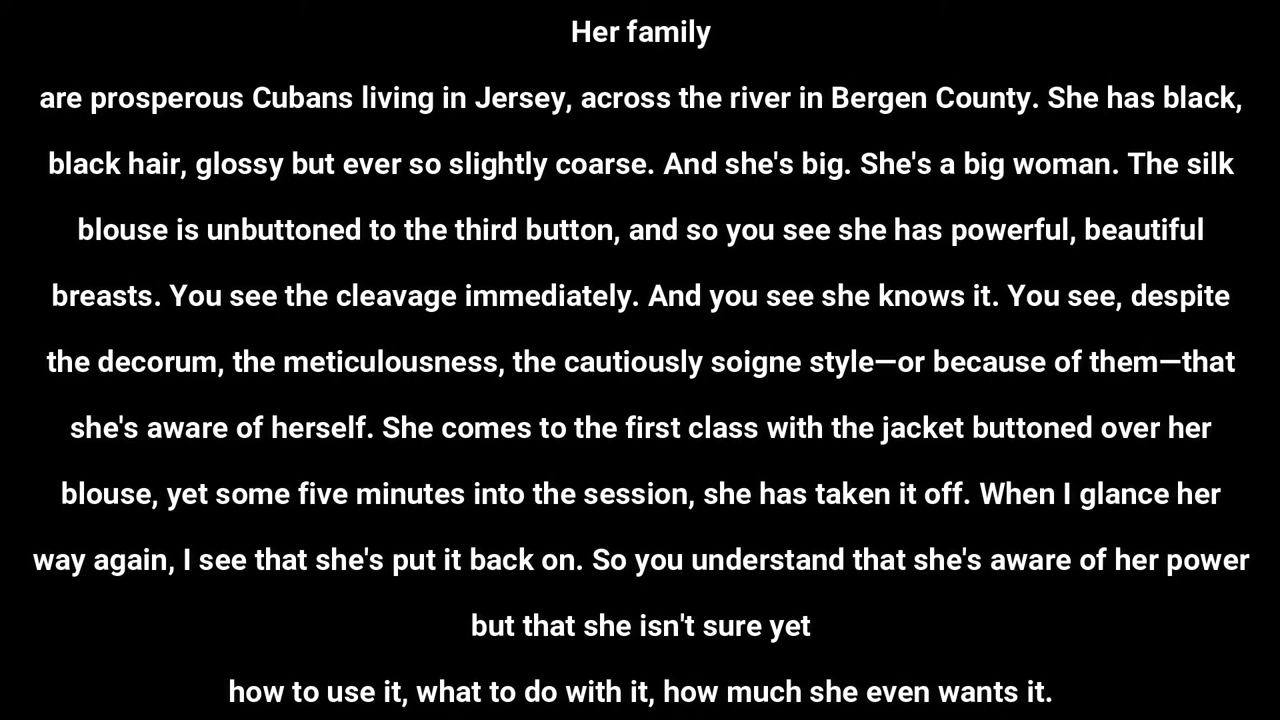 Her family
are prosperous Cubans living in Jersey, across the river in Bergen County. She has black,
black hair, glossy but ever so slightly coarse. And she's big. She's a big woman. The silk
blouse is unbuttoned to the third button, and so you see she has powerful, beautiful
breasts. You see the cleavage immediately. And you see she knows it. You see, despite
the decorum, the meticulousness, the cautiously soigne style—or because of them—that
she's aware of herself. She comes to the first class with the jacket buttoned over her
blouse, yet some five minutes into the session, she has taken it off. When I glance her
way again, I see that she's put it back on. So you understand that she's aware of her power
but that she isn't sure yet
how to use it, what to do with it, how much she even wants it.